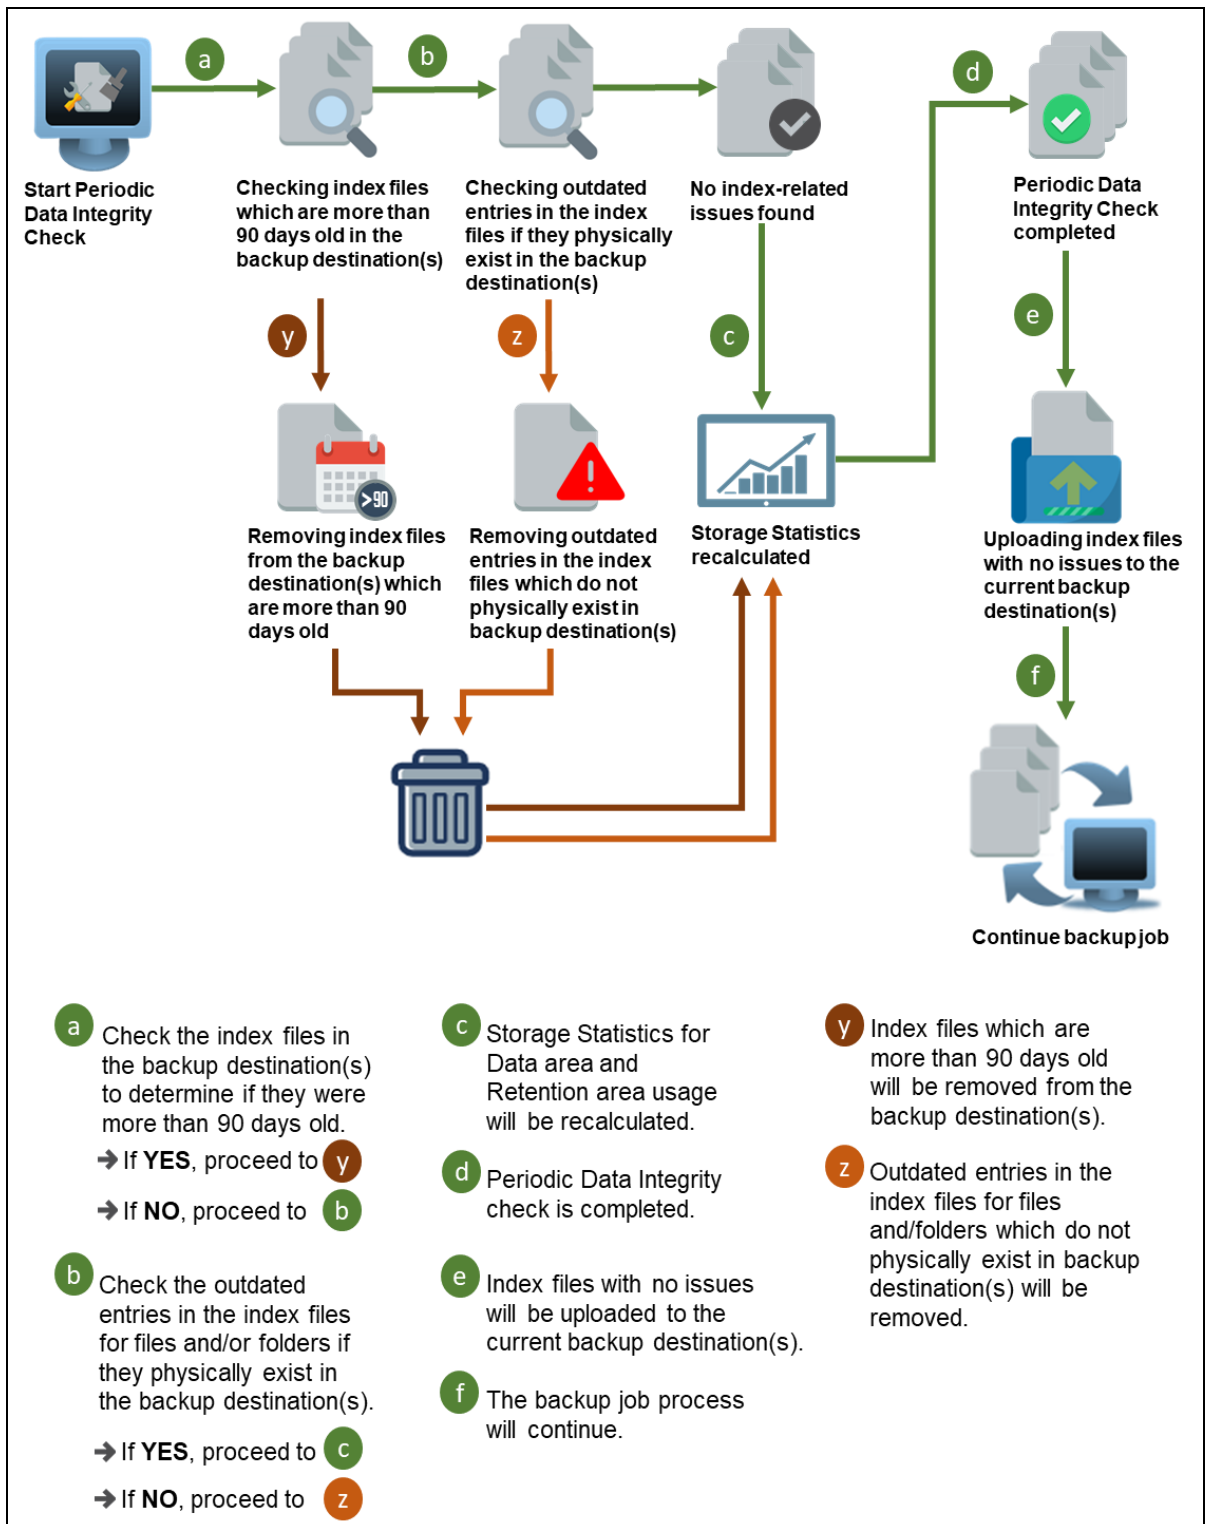 a
b
d
Start Periodic
Data Integrity
Check
Checking index files
which are more than
90 days old in the
backup destination(s)
Checking outdated
entries in the index
files if they physically
exist in the backup
destination(s)
No index-related
issues found
Periodic Data
Integrity Check
completed
y
z
c
e
>90
Removing index files
from the backup
destination(s) which
are more than 90
days old
Removing outdated
entries in the index
files which do not
physically exist in
backup destination(s)
Storage Statistics
recalculated
Uploading index files
with no issues to the
current backup
destination(s)
f
Continue backup job
a Check the index files in
the backup destination(s)
to determine if they were
more than 90 days old.
➔ If YES, proceed to y
➔ If NO, proceed to b
b Check the outdated
entries in the index files
for files and/or folders if
they physically exist in
the backup destination(s).
➔ If YES, proceed to c
➔ If NO, proceed to z
c Storage Statistics for
Data area and
Retention area usage
will be recalculated.
d Periodic Data Integrity
check is completed.
e Index files with no issues
will be uploaded to the
current backup destination(s).
f The backup job process
will continue.
y Index files which are
more than 90 days old
will be removed from the
backup destination(s).
z Outdated entries in the
index files for files
and/folders which do not
physically exist in backup
destination(s) will be
removed.